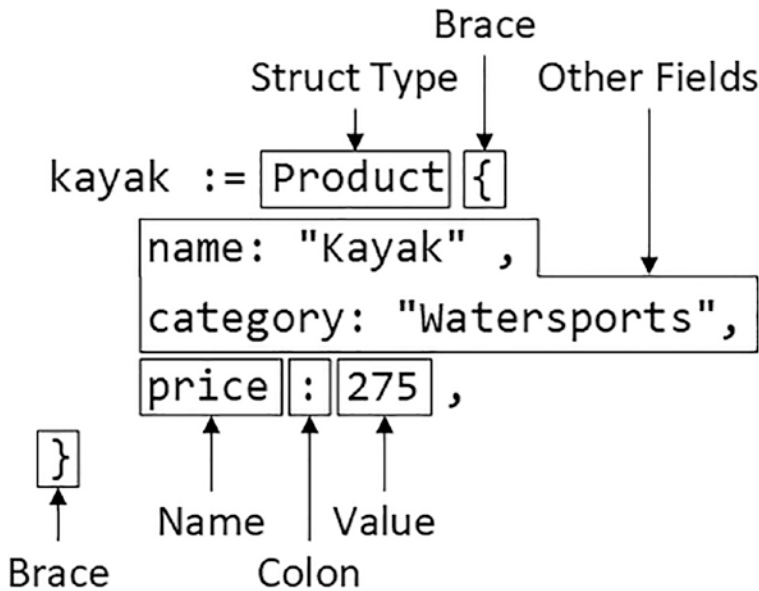 Brace
Struct Type Other Fields
kayak := Product {
name: "Kayak" ,
category: "Watersports",
price : 275 ,
}
Name Value
Brace Colon